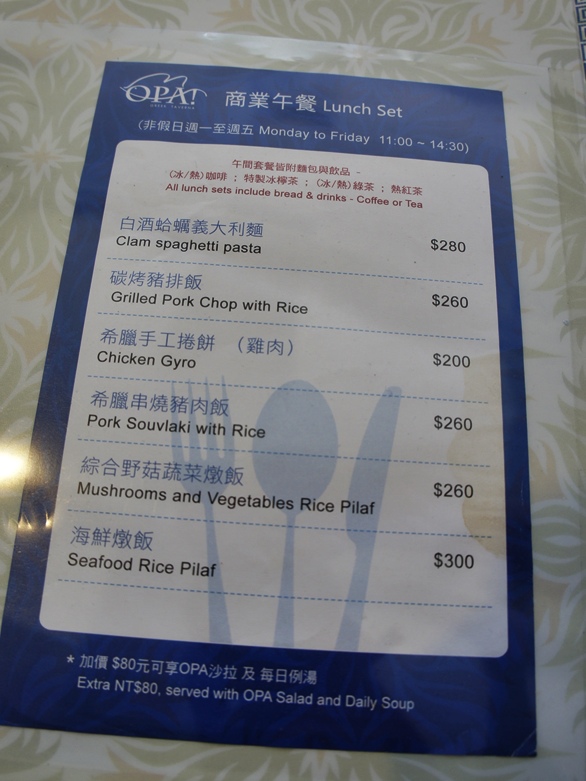 OPA!
GREEK TAVERNA
商業午餐 Lunch Set
(非假日週一至週五 Monday to Friday 11:00 ~ 14:30)
午間套餐皆附麵包與飲品 -
(冰/熱)咖啡 ; 特製冰檸茶 ; (冰/熱)綠茶 ; 熱紅茶
All lunch sets include bread & drinks - Coffee or Tea
白酒蛤蠣義大利麵
Clam spaghetti pasta $280
碳烤豬排飯
Grilled Pork Chop with Rice $260
希臘手工捲餅 (雞肉)
Chicken Gyro $200
希臘串燒豬肉飯
Pork Souvlaki with Rice $260
綜合野菇蔬菜燉飯
Mushrooms and Vegetables Rice Pilaf $260
海鮮燉飯
Seafood Rice Pilaf $300
* 加價 $80元可享OPA沙拉 及 每日例湯
Extra NT$80, served with OPA Salad and Daily Soup